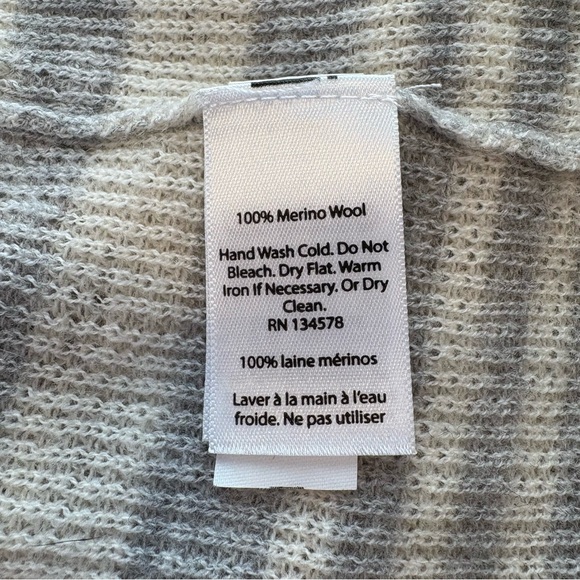 100% Merino Wool
Hand Wash Cold. Do Not
Bleach. Dry Flat. Warm
Iron If Necessary. Or Dry
Clean.
RN 134578
100% laine mérinos
Laver à la main à l'eau
froide. Ne pas utiliser